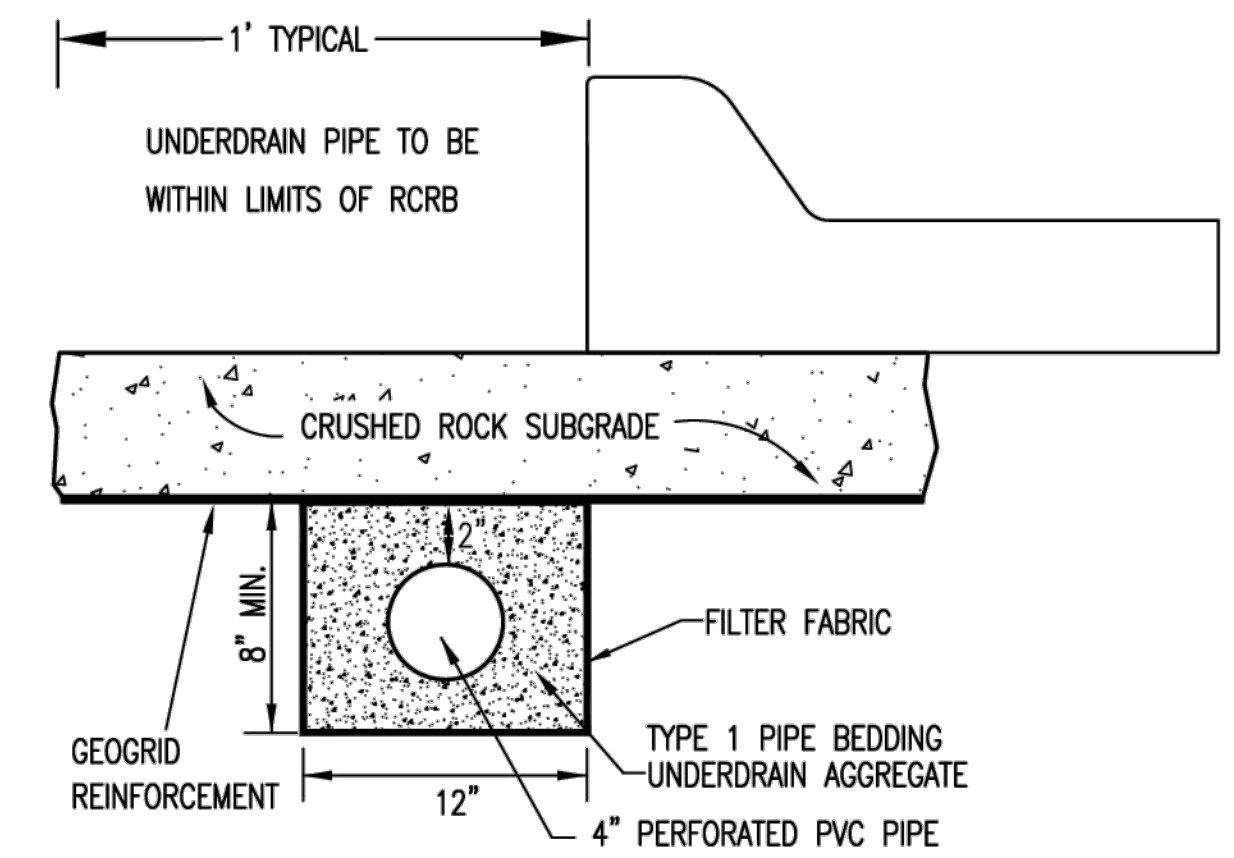 1' TYPICAL
UNDERDRAIN PIPE TO BE
WITHIN LIMITS OF RCRB
CRUSHED ROCK SUBGRADE
2"
8" MIN.
FILTER FABRIC
GEOGRID
REINFORCEMENT
TYPE 1 PIPE BEDDING
UNDERDRAIN AGGREGATE
12"
4" PERFORATED PVC PIPE